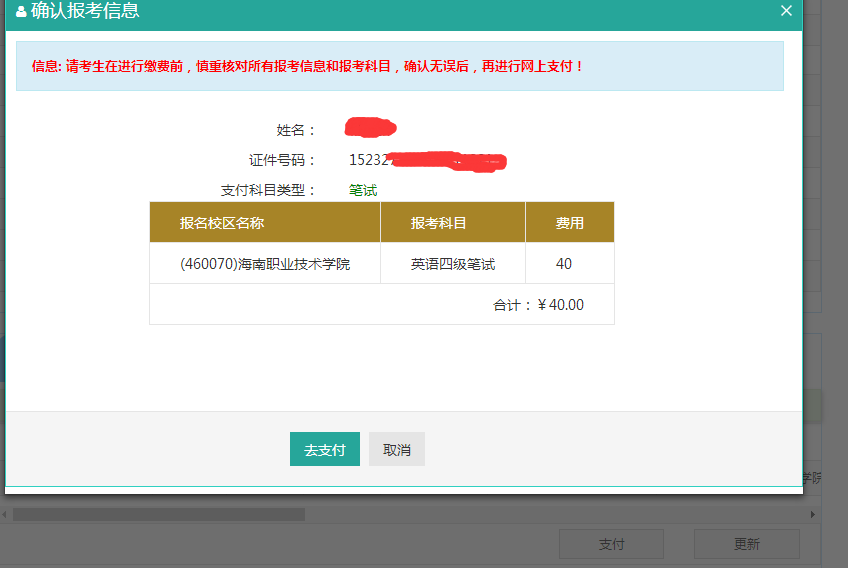 确认报考信息
信息: 请考生在进行缴费前，慎重核对所有报考信息和报考科目，确认无误后，再进行网上支付！
姓名：
证件号码： 15232
支付科目类型： 笔试
报名校区名称 报考科目 费用
(460070)海南职业技术学院 英语四级笔试 40
合计：¥ 40.00
去支付 取消
学院
支付 更新